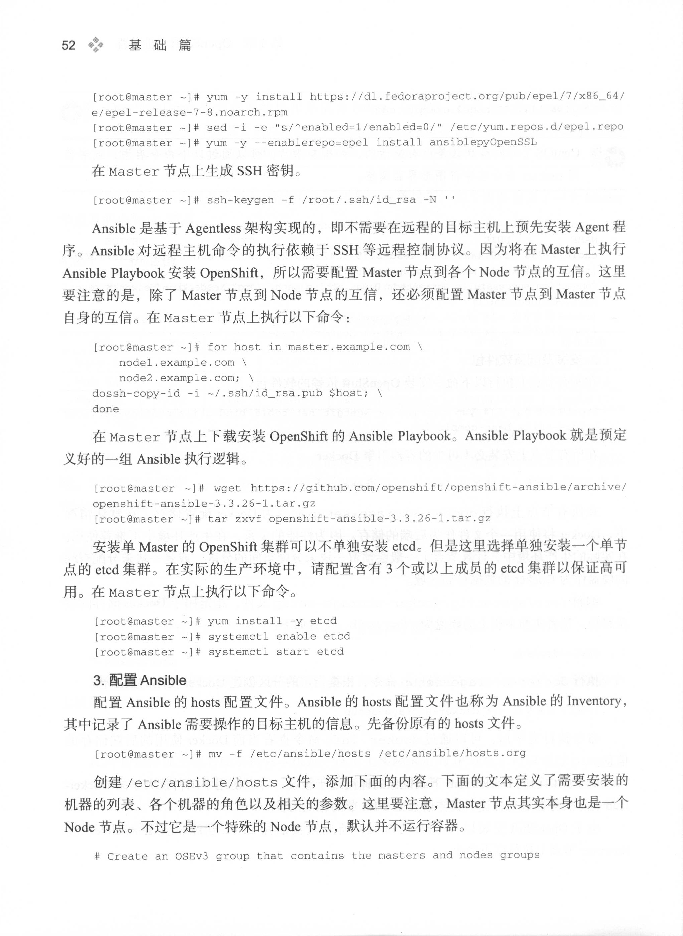 52 基 础 篇
[root@master ~]# yum -y install https://dl.fedoraproject.org/pub/epel/7/x86_64/
e/epel-release-7-8.noarch.rpm
[root@master ~]# sed -i -e "s/^enabled=1/enabled=0/" /etc/yum.repos.d/epel.repo
[root@master ~]# yum -y --enablerepo=epel install ansiblepyOpenSSL
在 Master 节点上生成 SSH 密钥。
[root@master ~]# ssh-keygen -f /root/.ssh/id_rsa -N ''
Ansible 是基于 Agentless 架构实现的，即不需要在远程的目标主机上预先安装 Agent 程
序。Ansible 对远程主机命令的执行依赖于 SSH 等远程控制协议。因为将在 Master 上执行
Ansible Playbook 安装 OpenShift，所以需要配置 Master 节点到各个 Node 节点的互信。这里
要注意的是，除了 Master 节点到 Node 节点的互信，还必须配置 Master 节点到 Master 节点
自身的互信。在 Master 节点上执行以下命令：
[root@master ~]# for host in master.example.com \
node1.example.com \
node2.example.com; \
dossh-copy-id -i ~/.ssh/id_rsa.pub $host; \
done
在 Master 节点上下载安装 OpenShift 的 Ansible Playbook。Ansible Playbook 就是预定
义好的一组 Ansible 执行逻辑。
[root@master ~]# wget https://github.com/openshift/openshift-ansible/archive/
openshift-ansible-3.3.26-1.tar.gz
[root@master ~]# tar zxvf openshift-ansible-3.3.26-1.tar.gz
安装单 Master 的 OpenShift 集群可以不单独安装 etcd。但是这里选择单独安装一个单节
点的 etcd 集群。在实际的生产环境中，请配置含有 3 个或以上成员的 etcd 集群以保证高可
用。在 Master 节点上执行以下命令。
[root@master ~]# yum install -y etcd
[root@master ~]# systemctl enable etcd
[root@master ~]# systemctl start etcd
3. 配置 Ansible
配置 Ansible 的 hosts 配置文件。Ansible 的 hosts 配置文件也称为 Ansible 的 Inventory，
其中记录了 Ansible 需要操作的目标主机的信息。先备份原有的 hosts 文件。
[root@master ~]# mv -f /etc/ansible/hosts /etc/ansible/hosts.org
创建 /etc/ansible/hosts 文件，添加下面的内容。下面的文本定义了需要安装的
机器的列表、各个机器的角色以及相关的参数。这里要注意，Master 节点其实本身也是一个
Node 节点。不过它是一个特殊的 Node 节点，默认并不运行容器。
# Create an OSEv3 group that contains the masters and nodes groups